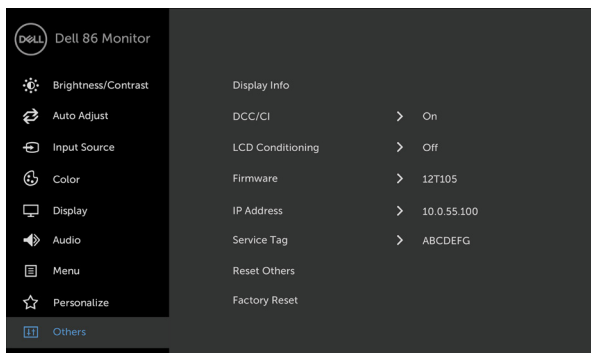 DELL Dell 86 Monitor
Brightness/Contrast
Display Info
Auto Adjust
DCC/CI > On
Input Source
LCD Conditioning > Off
Color
Firmware > 12T105
Display
IP Address > 10.0.55.100
Audio
Service Tag > ABCDEFG
Menu
Reset Others
Personalize
Factory Reset
Others